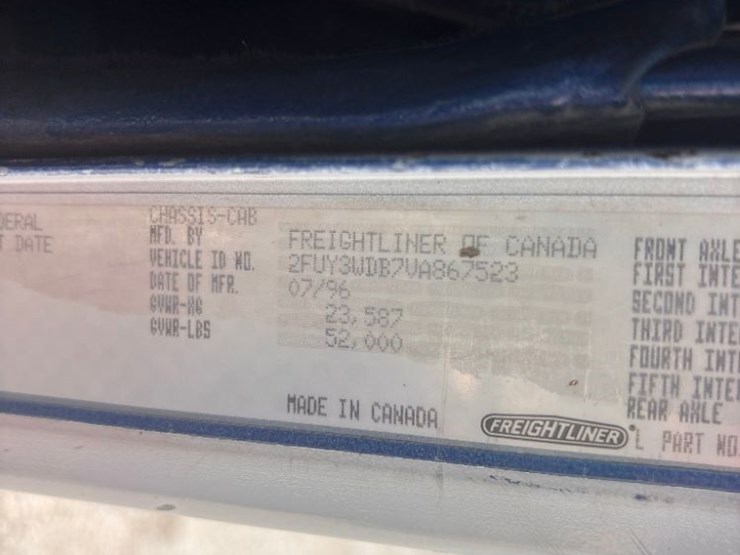 DERAL
T DATE
CHASSIS-CAB
MFD. BY
VEHICLE ID NO.
DATE OF MFR.
GVWR-KG
GVWR-LBS
FREIGHTLINER OF CANADA
2FUY3WDB7VA867523
07/96
23,587
52,000
MADE IN CANADA
FREIGHTLINER
FRONT AXLE
FIRST INTE
SECOND INT
THIRD INTE
FOURTH INT
FIFTH INTE
REAR AXLE
L PART NO